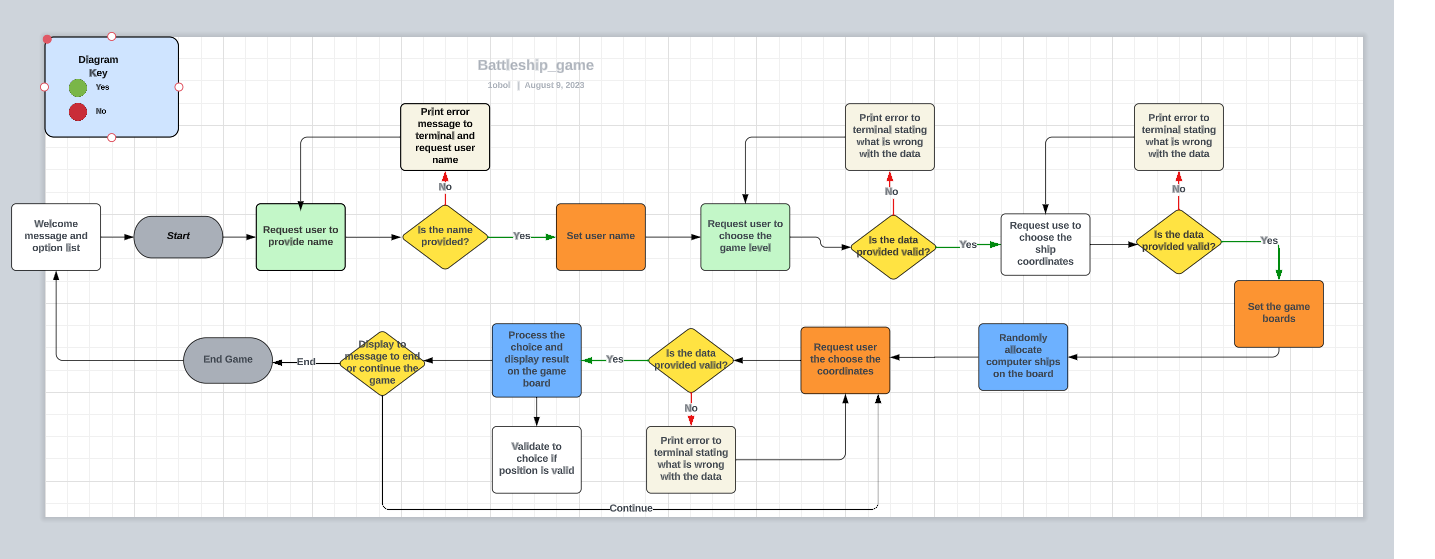 Diagram
Key
Yes
No
Battleship_game
1obol | August 9, 2023
Print error
message to
terminal and
request user
name
Print error to
terminal stating
what is wrong
with the data
Print error to
terminal stating
what is wrong
with the data
No
No
No
Welcome
message and
option list
Start
Request user to
provide name
Is the name
provided?
Yes
Set user name
Request user to
choose the
game level
Is the data
provided valid?
Yes
Request use to
choose the
ship
coordinates
Is the data
provided valid?
Yes
Set the game
boards
End Game
End
Display to
message to end
or continue the
game
Process the
choice and
display result
on the game
board
Yes
Is the data
provided valid?
Request user
the choose the
coordinates
Randomly
allocate
computer ships
on the board
No
Validate to
choice if
position is valid
Print error to
terminal stating
what is wrong
with the data
Continue